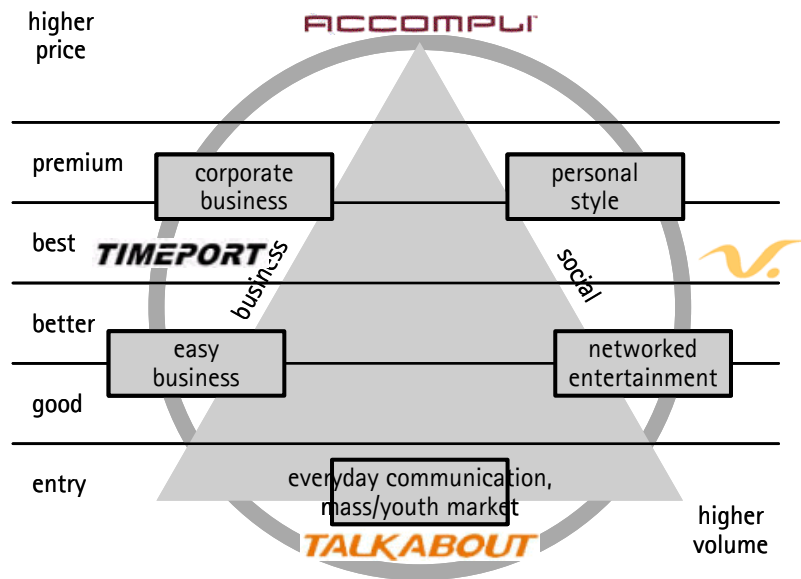 higher
price
ACCOMPLI™
premium
corporate
business
personal
style
best
TIMEPORT
business
social
V.
better
easy
business
networked
entertainment
good
entry
everyday communication,
mass/youth market
TALKABOUT
higher
volume